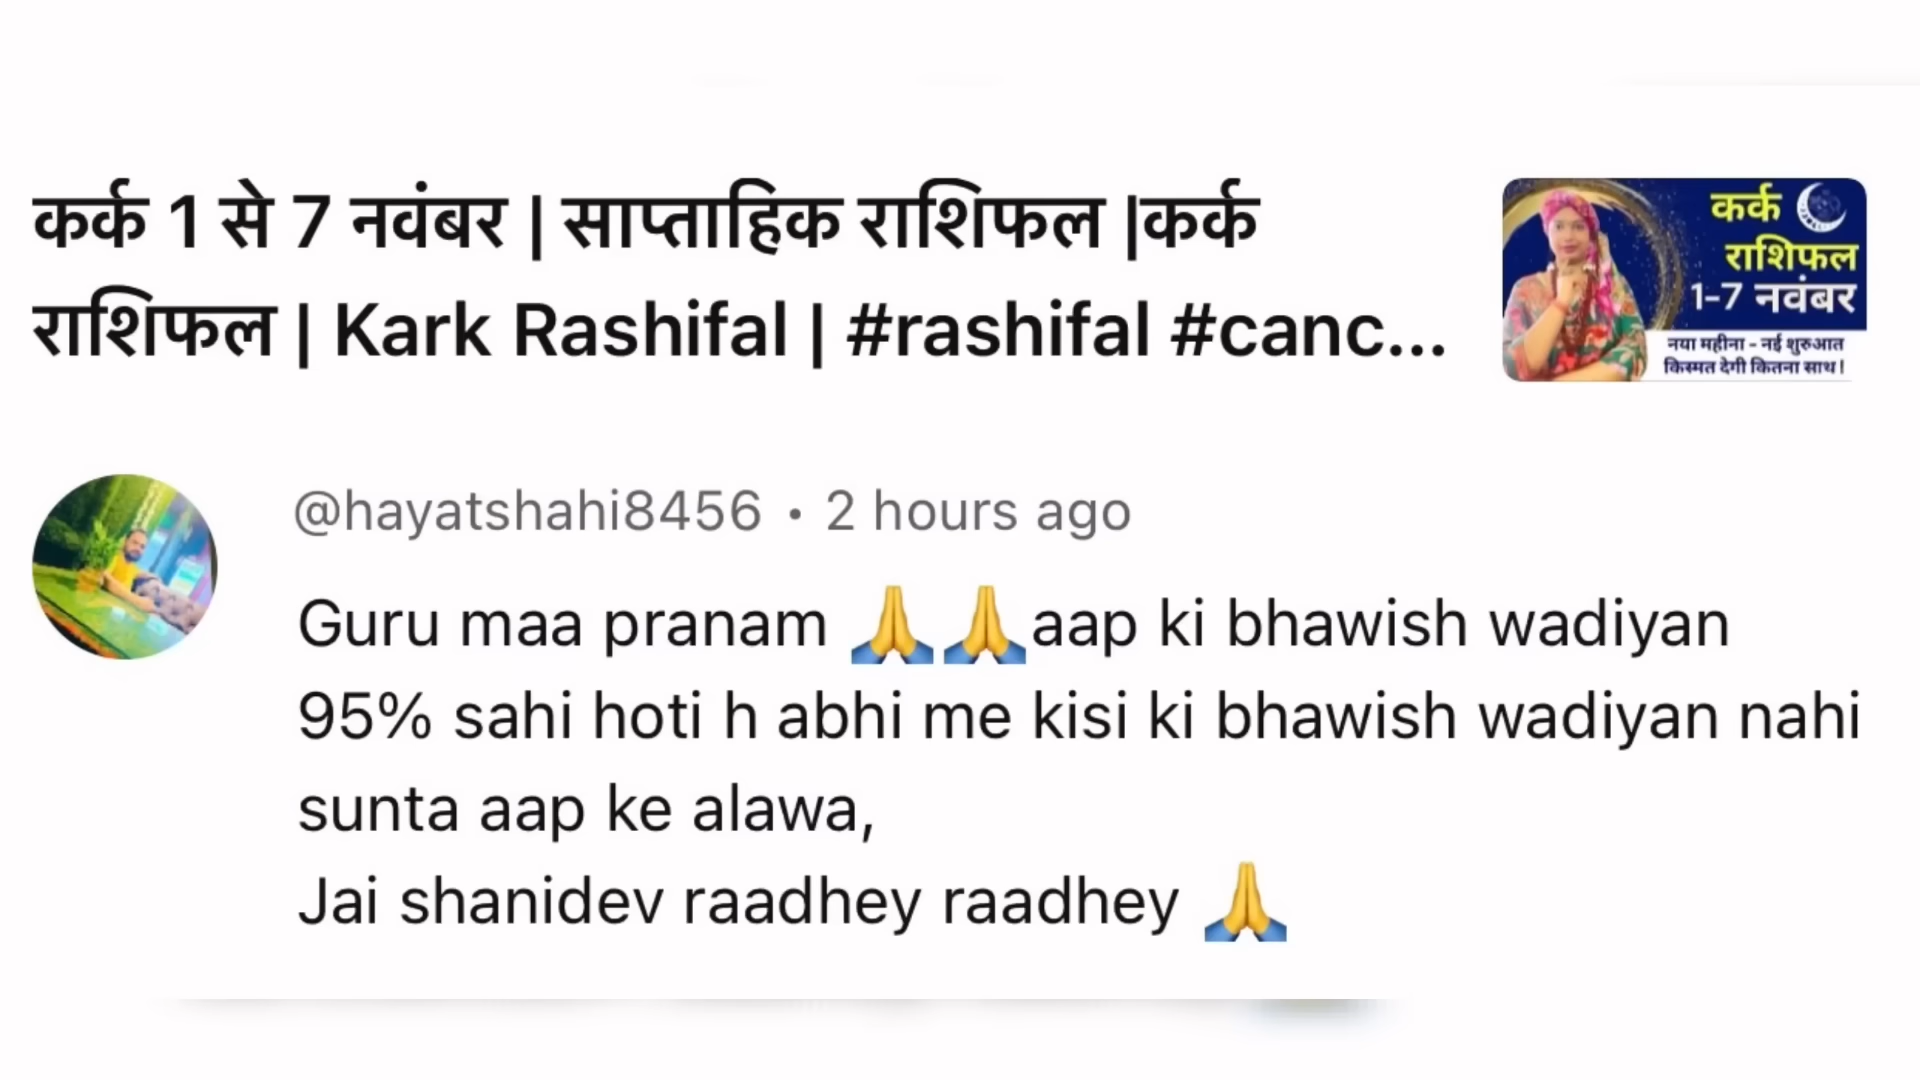 कर्क 1 से 7 नवंबर | साप्ताहिक राशिफल |कर्क
राशिफल | Kark Rashifal | #rashifal #canc...
कर्क
राशिफल
1-7 नवंबर
नया महीना - नई शुरुआत
किस्मत देगी कितना साथ !
@hayatshahi8456 • 2 hours ago
Guru maa pranam 🙏🙏aap ki bhawish wadiyan
95% sahi hoti h abhi me kisi ki bhawish wadiyan nahi
sunta aap ke alawa,
Jai shanidev raadhey raadhey 🙏